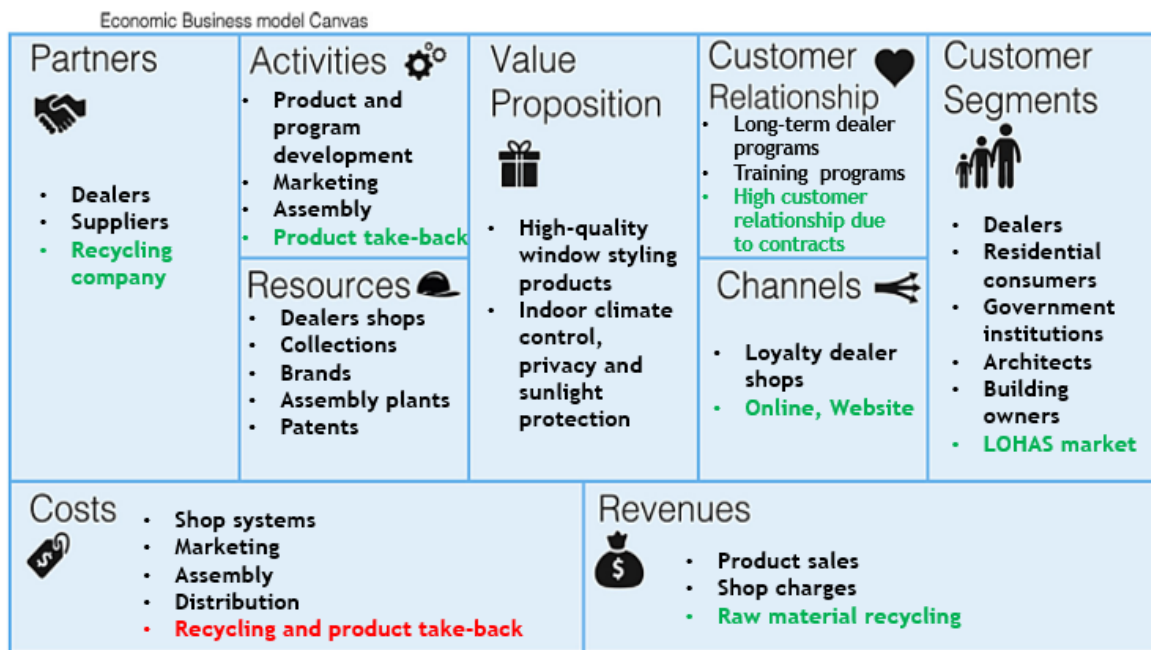 Economic Business model Canvas
Partners
• Dealers
• Suppliers
• Recycling
company
Activities
• Product and
program
development
• Marketing
• Assembly
• Product take-back
Resources
• Dealers shops
• Collections
• Brands
• Assembly plants
• Patents
Value
Proposition
• High-quality
window styling
products
• Indoor climate
control,
privacy and
sunlight
protection
Customer
Relationship
• Long-term dealer
programs
• Training programs
• High customer
relationship due
to contracts
Channels
• Loyalty dealer
shops
• Online, Website
Customer
Segments
• Dealers
• Residential
consumers
• Government
institutions
• Architects
• Building
owners
• LOHAS market
Costs
• Shop systems
• Marketing
• Assembly
• Distribution
• Recycling and product take-back
$
Revenues
$
• Product sales
• Shop charges
• Raw material recycling